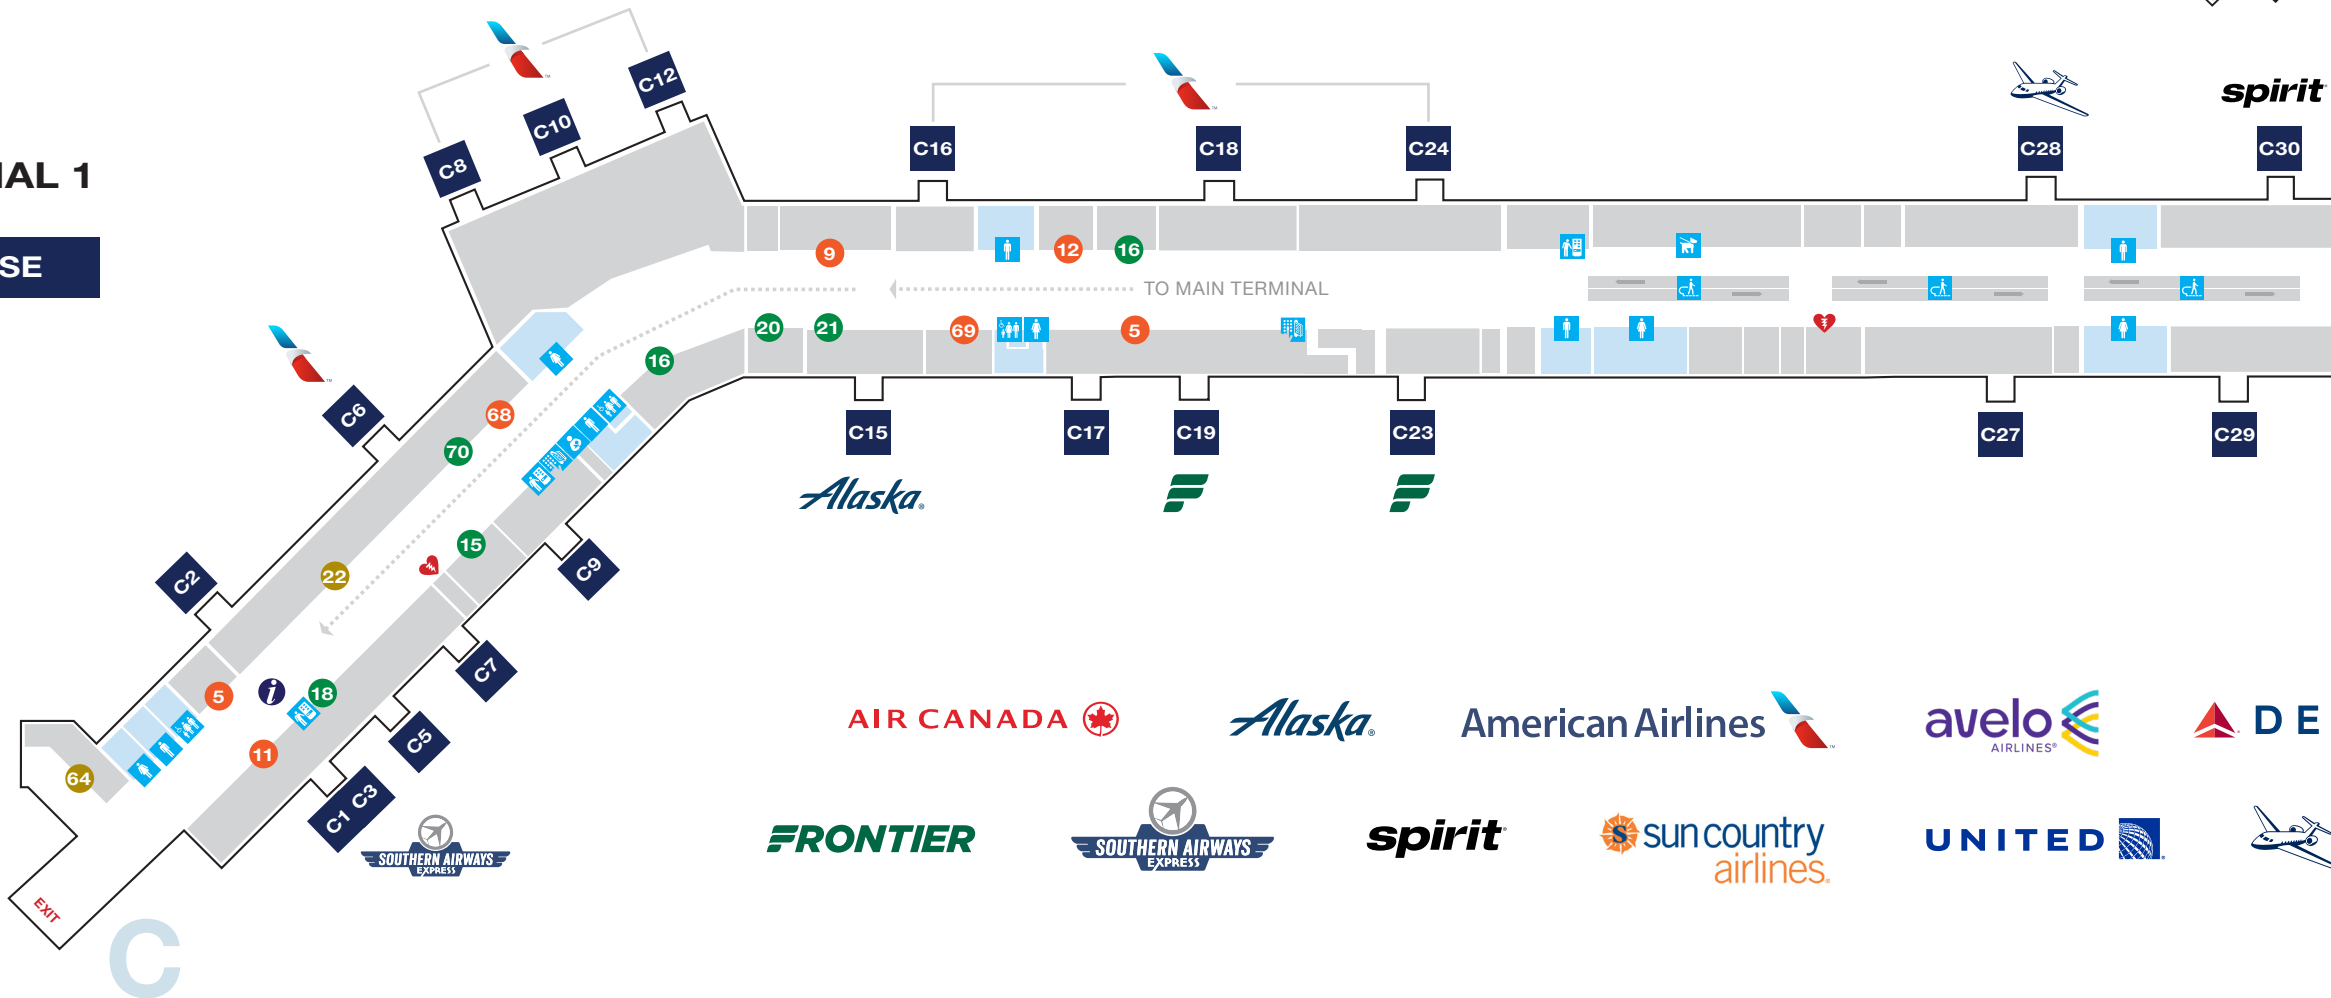 C12
C10
C8
C16
C18
C24
C28
spirit
C30
IAL 1
SE
9
12
16
TO MAIN TERMINAL
20
21
69
5
16
68
70
C6
C15
C17
C19
C23
C27
C29
Alaska
15
22
C2
C9
C7
5
18
11
64
C5
C1 C3
SOUTHERN AIRWAYS
EXPRESS
EXIT
C
AIR CANADA
Alaska
American Airlines
avelo
AIRLINES
DE
FRONTIER
SOUTHERN AIRWAYS
EXPRESS
spirit
sun country
airlines
UNITED